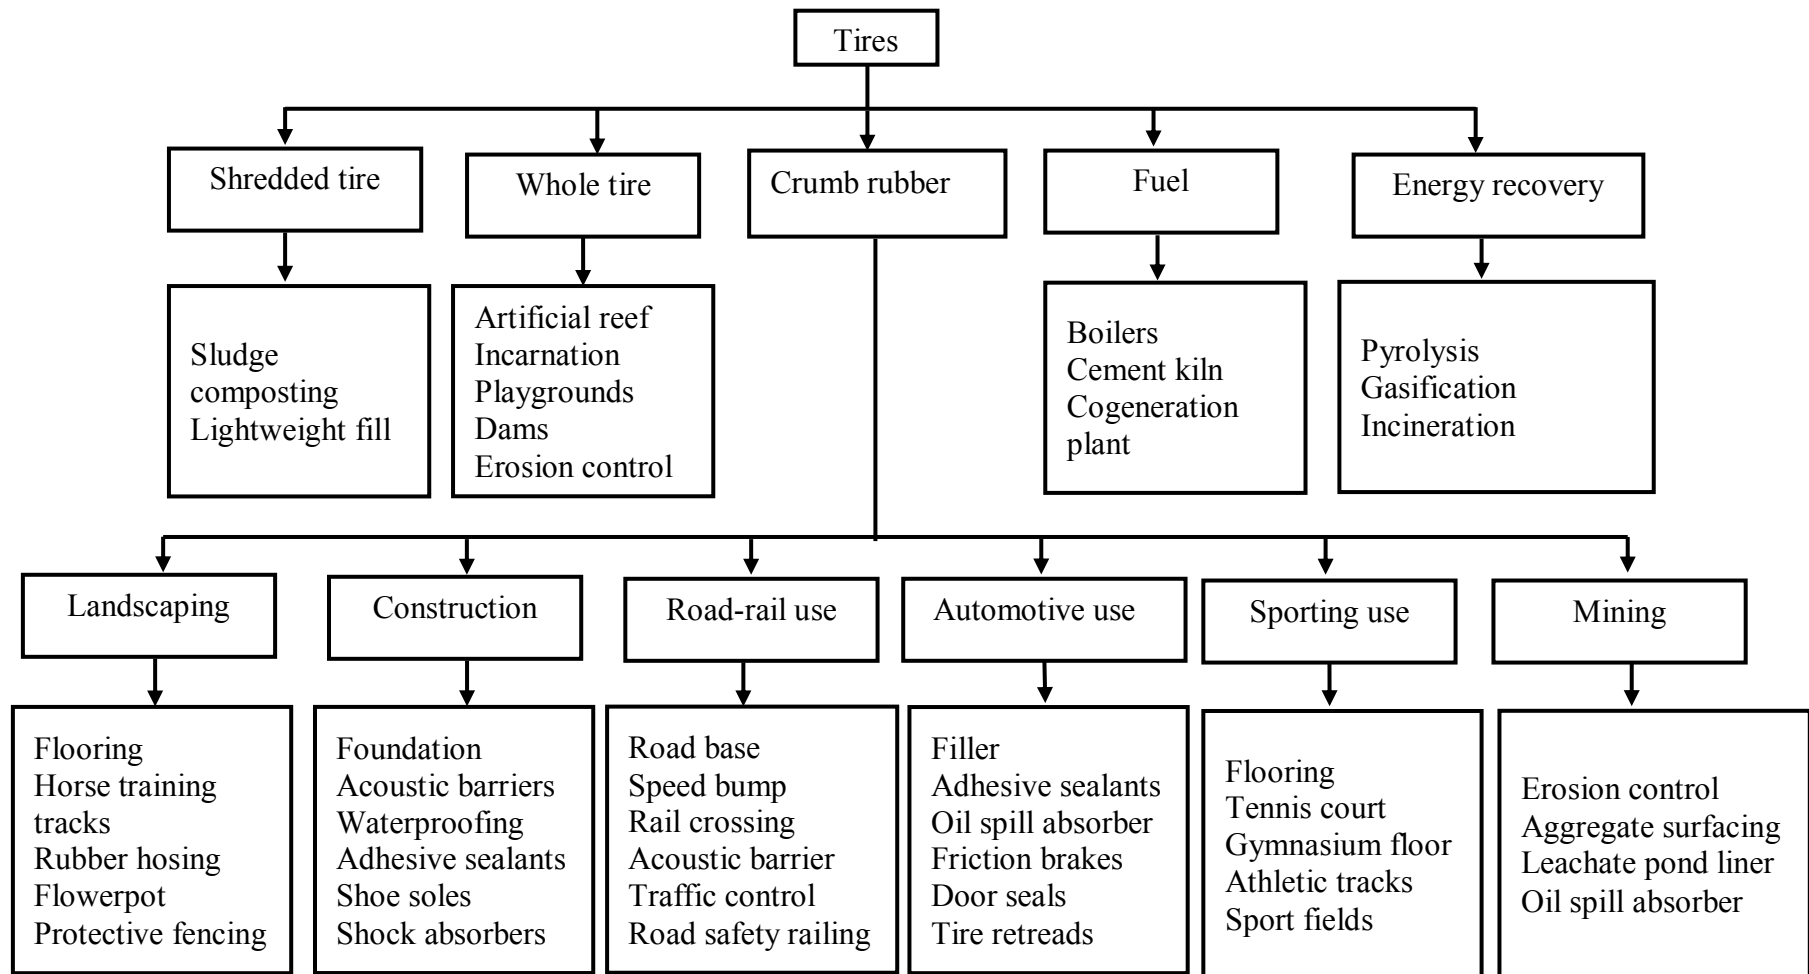 Tires
Shredded tire
Whole tire
Crumb rubber
Fuel
Energy recovery
Sludge
composting
Lightweight fill
Artificial reef
Incarnation
Playgrounds
Dams
Erosion control
Boilers
Cement kiln
Cogeneration
plant
Pyrolysis
Gasification
Incineration
Landscaping
Construction
Road-rail use
Automotive use
Sporting use
Mining
Flooring
Horse training
tracks
Rubber hosing
Flowerpot
Protective fencing
Foundation
Acoustic barriers
Waterproofing
Adhesive sealants
Shoe soles
Shock absorbers
Road base
Speed bump
Rail crossing
Acoustic barrier
Traffic control
Road safety railing
Filler
Adhesive sealants
Oil spill absorber
Friction brakes
Door seals
Tire retreads
Flooring
Tennis court
Gymnasium floor
Athletic tracks
Sport fields
Erosion control
Aggregate surfacing
Leachate pond liner
Oil spill absorber